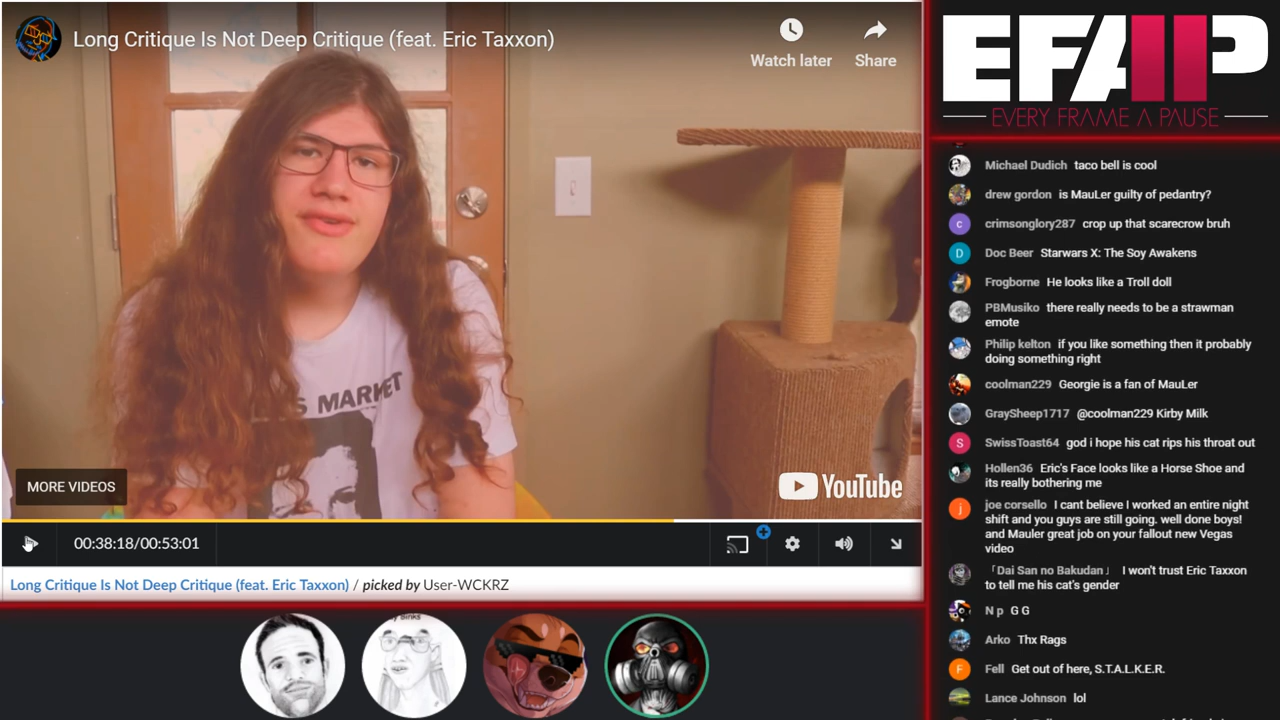 Long Critique Is Not Deep Critique (feat. Eric Taxxon)
Watch later
Share
S MARKET
MORE VIDEOS
YouTube
00:38:18/00:53:01
Long Critique Is Not Deep Critique (feat. Eric Taxxon) / picked by User-WCKRZ
EFAP
EVERY FRAME A PAUSE
Michael Dudich taco bell is cool
drew gordon is MauLer guilty of pedantry?
c crimsonglory287 crop up that scarecrow bruh
D Doc Beer Starwars X: The Soy Awakens
Frogborne He looks like a Troll doll
PBMusiko there really needs to be a strawman
emote
Philip kelton if you like something then it probably
doing something right
coolman229 Georgie is a fan of MauLer
GraySheep1717 @coolman229 Kirby Milk
S SwissToast64 god i hope his cat rips his throat out
Hollen36 Eric's Face looks like a Horse Shoe and
its really bothering me
j joe corsello I cant believe I worked an entire night
shift and you guys are still going. well done boys!
and Mauler great job on your fallout new Vegas
video
「Dai San no Bakudan」 I won't trust Eric Taxxon
to tell me his cat's gender
N p G G
Arko Thx Rags
F Fell Get out of here, S.T.A.L.K.E.R.
Lance Johnson lol